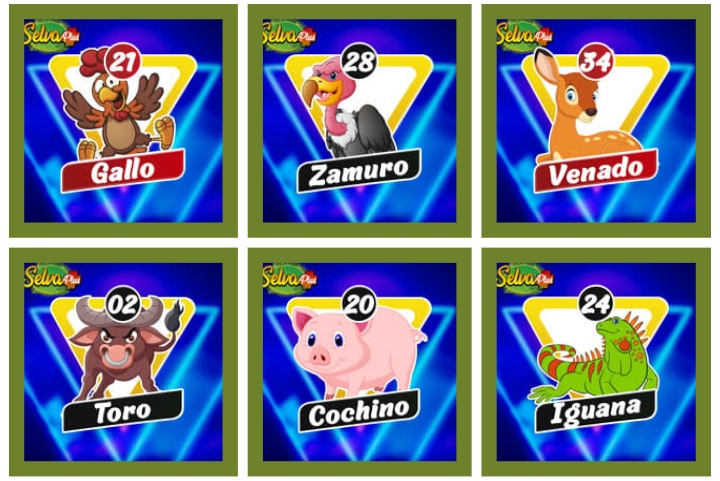 Selva Plus
21
Gallo
Selva Plus
28
Zamuro
Selva Plus
34
Venado
Selva Plus
02
Toro
Selva Plus
20
Cochino
Selva Plus
24
Iguana